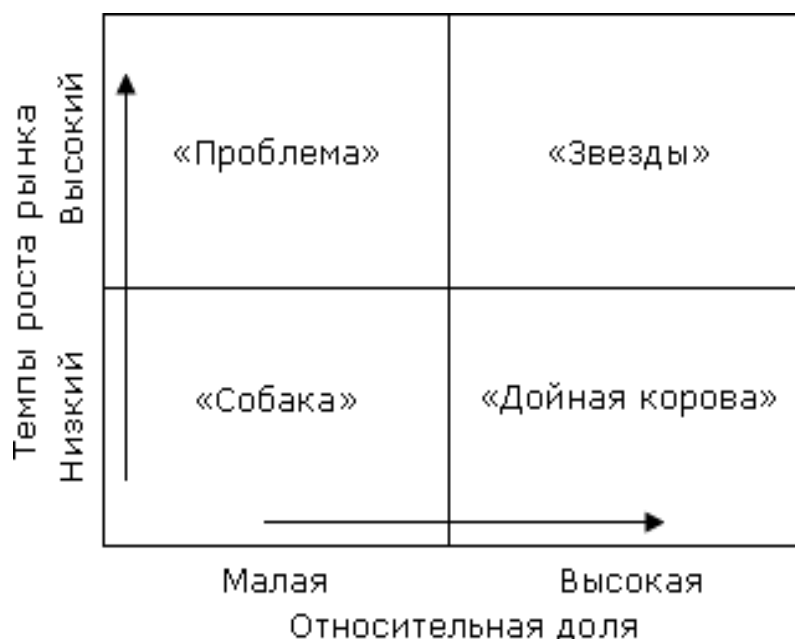 Темпы роста рынка
Высокий
«Проблема»
«Звезды»
Низкий
«Собака»
«Дойная корова»
Малая
Высокая
Относительная доля